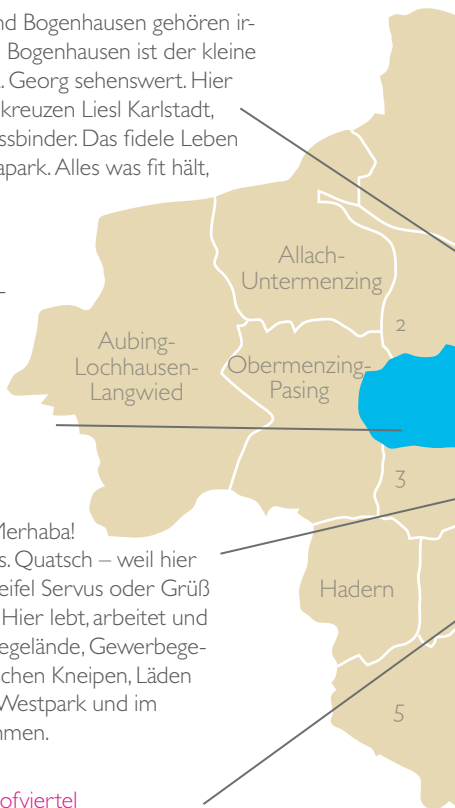 nd Bogenhausen gehören ir-
Bogenhausen ist der kleine
. Georg sehenswert. Hier
kreuzen Liesl Karlstadt,
ssbinder. Das fidele Leben
apark. Alles was fit hält,
Allach-
Untermenzing
–
2
Aubing-
Lochhausen-
Langwied
Obermenzing-
Pasing
3
Merhaba!
s. Quatsch – weil hier
eifel Servus oder Grüß
Hier lebt, arbeitet und
egelände, Gewerbege-
schen Kneipen, Läden
Westpark und im
nmen.
Hadern
5
ofviertel